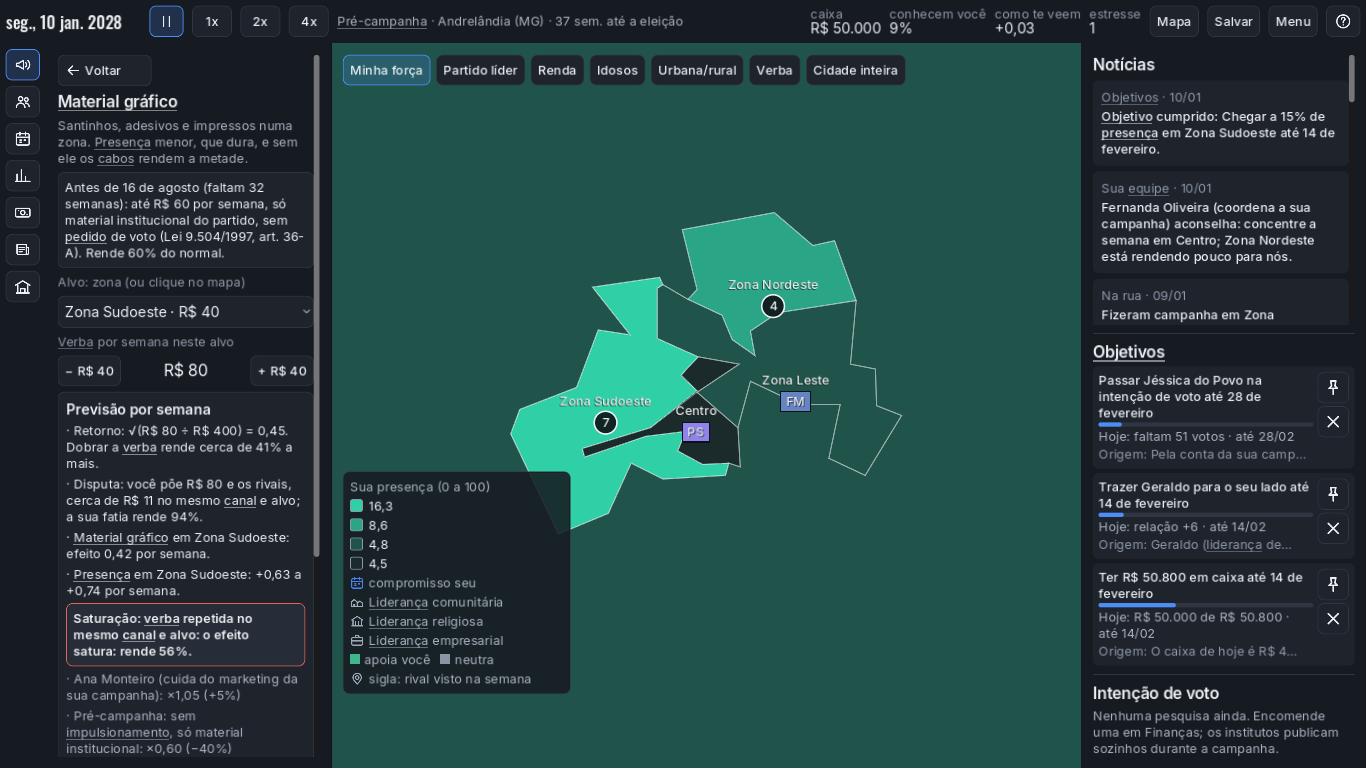 seg., 10 jan. 2028
1x
2x
4x
Pré-campanha · Andrelândia (MG) · 37 sem. até a eleição
caixa
R$ 50.000
conhecem você
9%
como te veem
+0,03
estresse
1
Mapa
Salvar
Menu
Voltar
Material gráfico
Santinhos, adesivos e impressos numa
zona. Presença menor, que dura, e sem
ele os cabos rendem a metade.
Antes de 16 de agosto (faltam 32
semanas): até R$ 60 por semana, só
material institucional do partido, sem
pedido de voto (Lei 9.504/1997, art. 36-
A). Rende 60% do normal.
Alvo: zona (ou clique no mapa)
Zona Sudoeste · R$ 40
Verba por semana neste alvo
− R$ 40
R$ 80
+ R$ 40
Previsão por semana
· Retorno: √(R$ 80 ÷ R$ 400) = 0,45.
Dobrar a verba rende cerca de 41% a
mais.
· Disputa: você põe R$ 80 e os rivais,
cerca de R$ 11 no mesmo canal e alvo;
a sua fatia rende 94%.
· Material gráfico em Zona Sudoeste:
efeito 0,42 por semana.
· Presença em Zona Sudoeste: +0,63 a
+0,74 por semana.
Saturação: verba repetida no
mesmo canal e alvo: o efeito
satura: rende 56%.
· Ana Monteiro (cuida do marketing da
sua campanha): ×1,05 (+5%)
· Pré-campanha: sem
impulsionamento, só material
institucional: ×0,60 (−40%)
Minha força
Partido líder
Renda
Idosos
Urbana/rural
Verba
Cidade inteira
Zona Nordeste
4
Zona Leste
FM
Zona Sudoeste
7
Centro
PS
Sua presença (0 a 100)
16,3
8,6
4,8
4,5
compromisso seu
Liderança comunitária
Liderança religiosa
Liderança empresarial
apoia você
neutra
sigla: rival visto na semana
Notícias
Objetivos · 10/01
Objetivo cumprido: Chegar a 15% de
presença em Zona Sudoeste até 14 de
fevereiro.
Sua equipe · 10/01
Fernanda Oliveira (coordena a sua
campanha) aconselha: concentre a
semana em Centro; Zona Nordeste
está rendendo pouco para nós.
Na rua · 09/01
Fizeram campanha em Zona
Objetivos
Passar Jéssica do Povo na
intenção de voto até 28 de
fevereiro
Hoje: faltam 51 votos · até 28/02
Origem: Pela conta da sua camp...
Trazer Geraldo para o seu lado até
14 de fevereiro
Hoje: relação +6 · até 14/02
Origem: Geraldo (liderança de...
Ter R$ 50.800 em caixa até 14 de
fevereiro
Hoje: R$ 50.000 de R$ 50.800 ·
até 14/02
Origem: O caixa de hoje é R$ 4...
Intenção de voto
Nenhuma pesquisa ainda. Encomende
uma em Finanças; os institutos publicam
sozinhos durante a campanha.